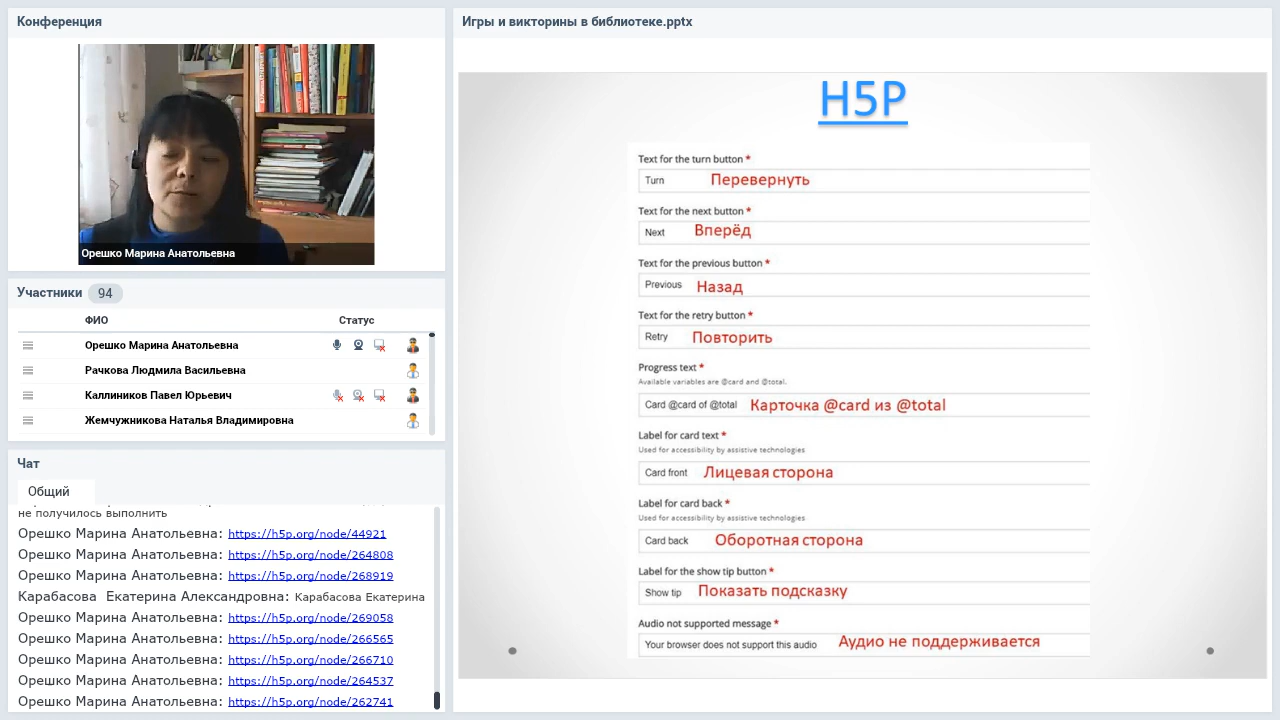 Конференция
Орешко Марина Анатольевна
Участники 94
ФИО Статус
Орешко Марина Анатольевна
Рачкова Людмила Васильевна
Каллиников Павел Юрьевич
Жемчужникова Наталья Владимировна
Чат
Общий
не получилось выполнить
Орешко Марина Анатольевна: https://h5p.org/node/44921
Орешко Марина Анатольевна: https://h5p.org/node/264808
Орешко Марина Анатольевна: https://h5p.org/node/268919
Карабасова Екатерина Александровна: Карабасова Екатерина
Орешко Марина Анатольевна: https://h5p.org/node/269058
Орешко Марина Анатольевна: https://h5p.org/node/266565
Орешко Марина Анатольевна: https://h5p.org/node/266710
Орешко Марина Анатольевна: https://h5p.org/node/264537
Орешко Марина Анатольевна: https://h5p.org/node/262741
Игры и викторины в библиотеке.pptx
H5P
Text for the turn button *
Turn Перевернуть
Text for the next button *
Next Вперёд
Text for the previous button *
Previous Назад
Text for the retry button *
Retry Повторить
Progress text *
Available variables are @card and @total.
Card @card of @total Карточка @card из @total
Label for card text *
Used for accessibility by assistive technologies
Card front Лицевая сторона
Label for card back *
Used for accessibility by assistive technologies
Card back Оборотная сторона
Label for the show tip button *
Show tip Показать подсказку
Audio not supported message *
Your browser does not support this audio Аудио не поддерживается